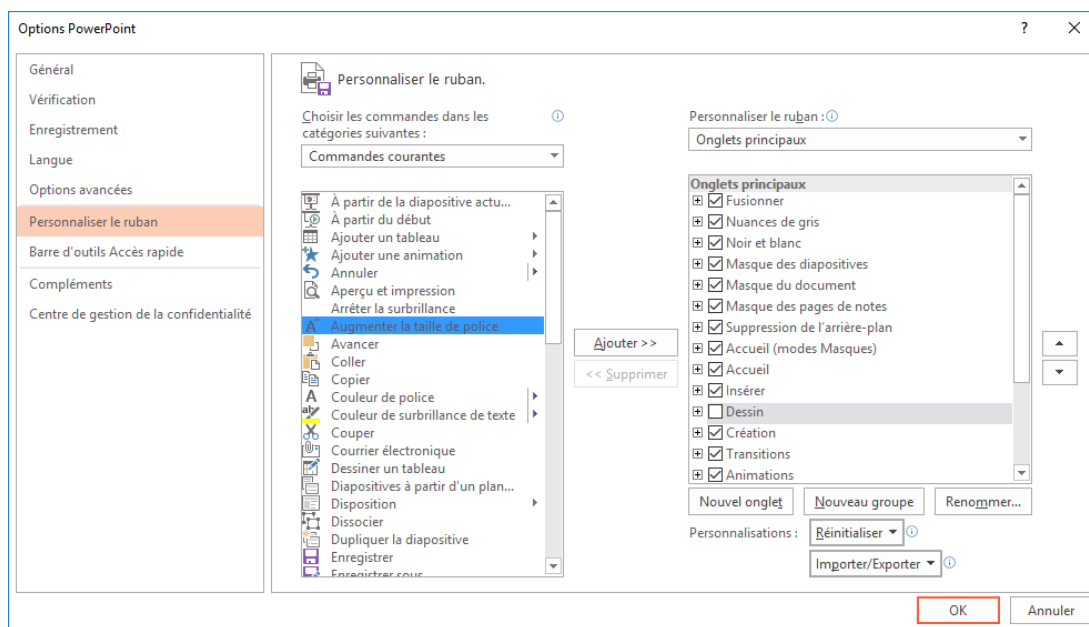 Options PowerPoint
?
Général
Vérification
Enregistrement
Langue
Options avancées
Personnaliser le ruban
Barre d'outils Accès rapide
Compléments
Centre de gestion de la confidentialité
Personnaliser le ruban.
Choisir les commandes dans les
catégories suivantes :
Commandes courantes
À partir de la diapositive actu...
À partir du début
Ajouter un tableau
Ajouter une animation
Annuler
Aperçu et impression
Arrêter la surbrillance
Augmenter la taille de police
Avancer
Coller
Copier
Couleur de police
Couleur de surbrillance de texte
Couper
Courrier électronique
Dessiner un tableau
Diapositives à partir d'un plan...
Disposition
Dissocier
Dupliquer la diapositive
Enregistrer
Enregistrer sous
Ajouter >>
<< Supprimer
Personnaliser le ruban :
Onglets principaux
Onglets principaux
Fusionner
Nuances de gris
Noir et blanc
Masque des diapositives
Masque du document
Masque des pages de notes
Suppression de l'arrière-plan
Accueil (modes Masques)
Accueil
Insérer
Dessin
Création
Transitions
Animations
Nouvel onglet
Nouveau groupe
Renommer...
Personnalisations :
Réinitialiser
Importer/Exporter
OK
Annuler